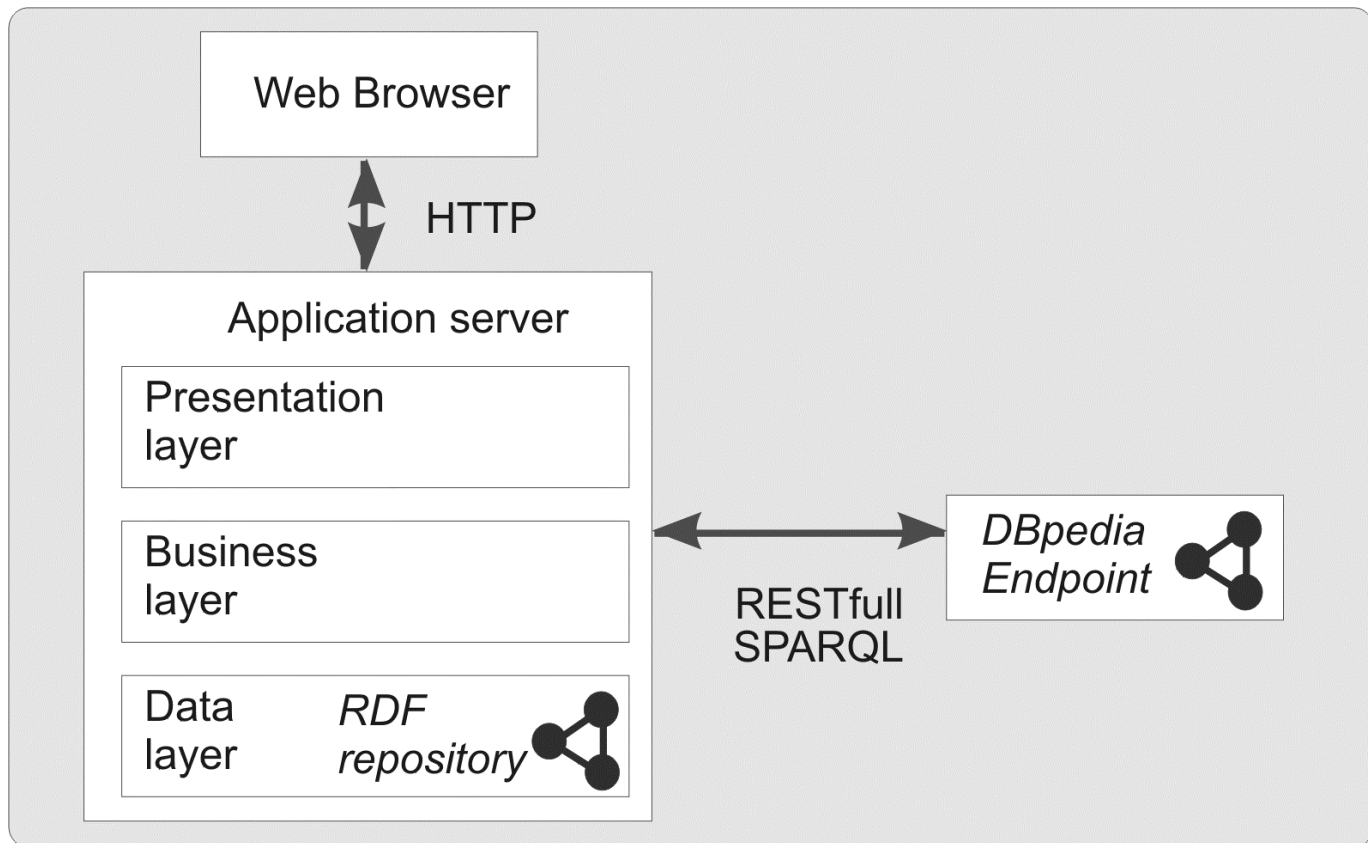 Web Browser
HTTP
Application server
Presentation
layer
Business
layer
Data
layer
RDF
repository
RESTfull
SPARQL
DBpedia
Endpoint